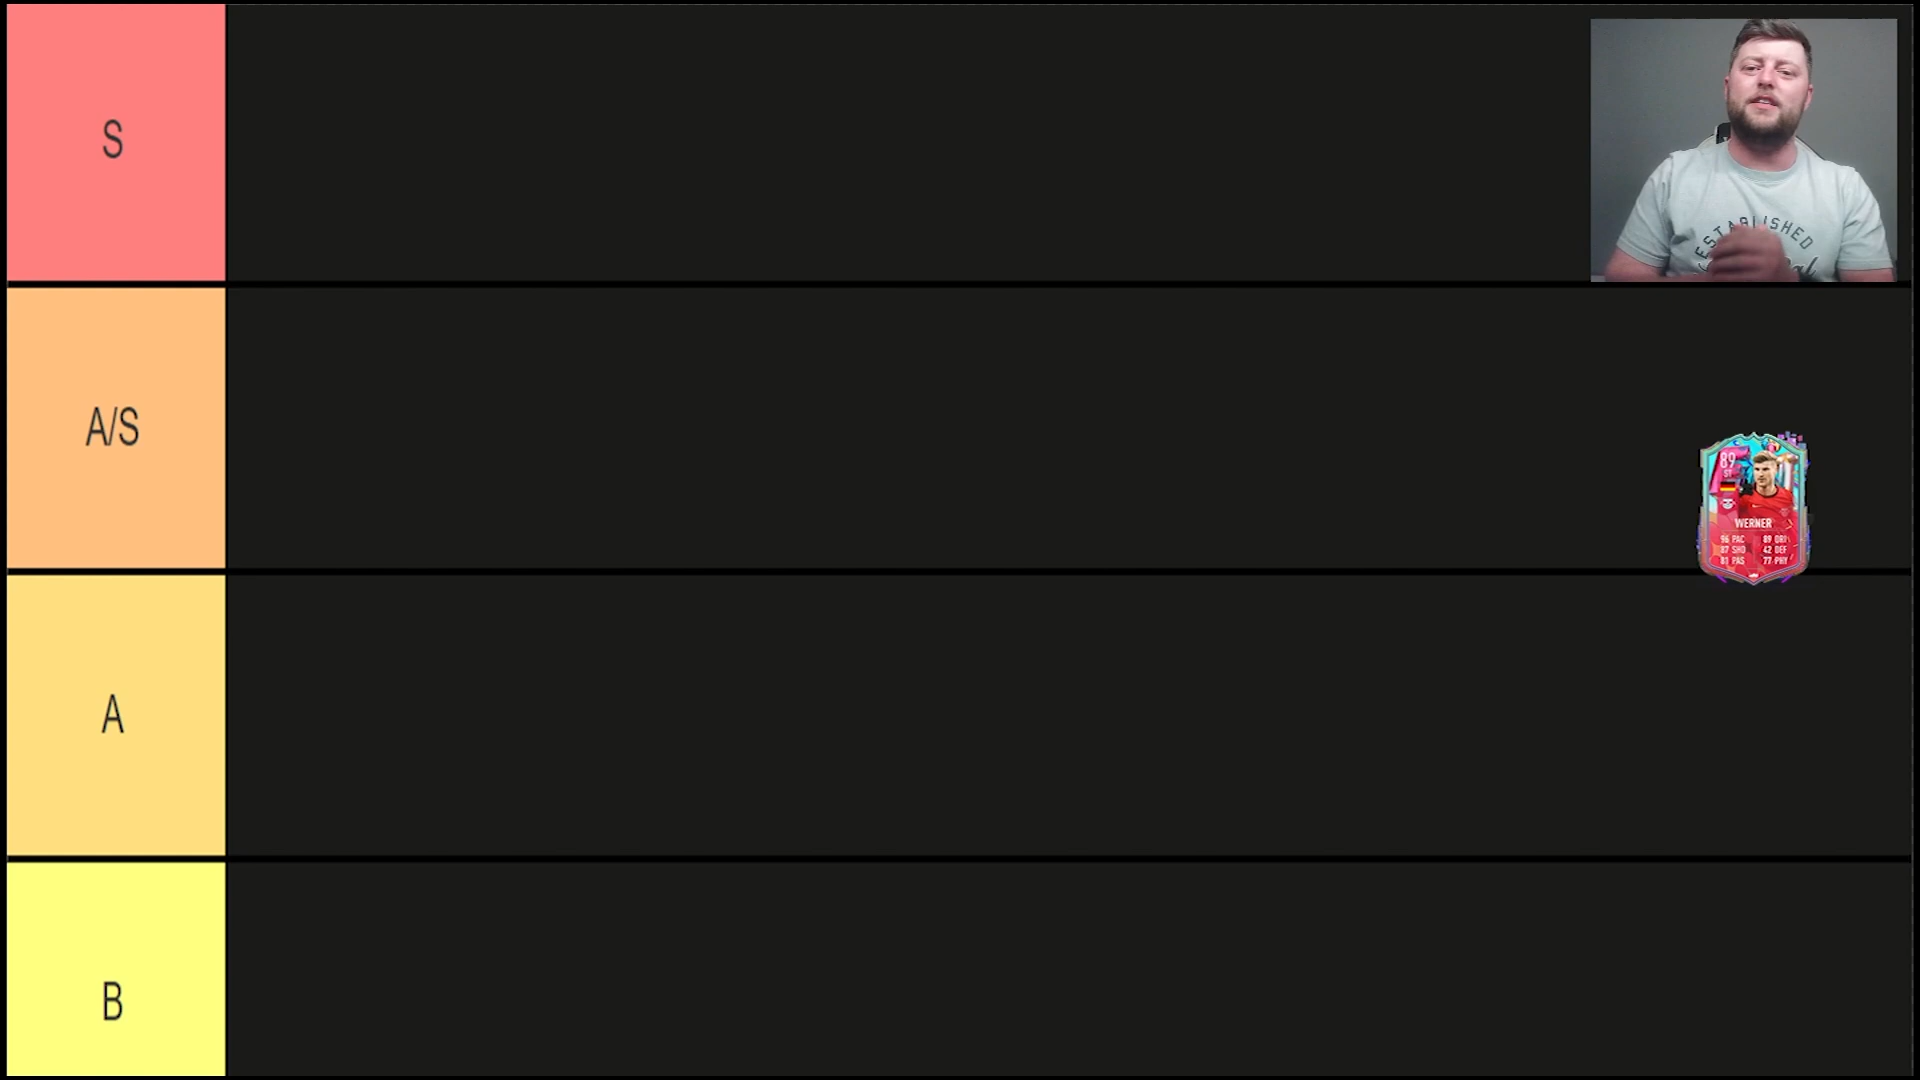 S
ESTABLISHED
A/S
89
ST
WERNER
96 PAC 89 DRI
87 SHO 42 DEF
81 PAS 77 PHY
A
B